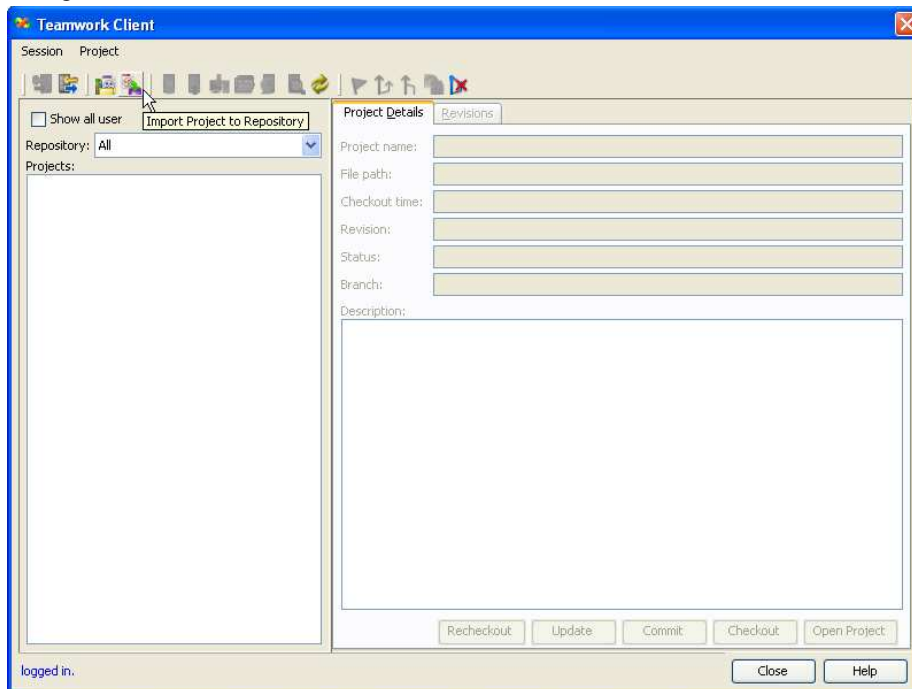 Teamwork Client
Session Project
Show all user
Import Project to Repository
Repository: All
Projects:
Project Details Revisions
Project name:
File path:
Checkout time:
Revision:
Status:
Branch:
Description:
Recheckout Update Commit Checkout Open Project
logged in.
Close Help